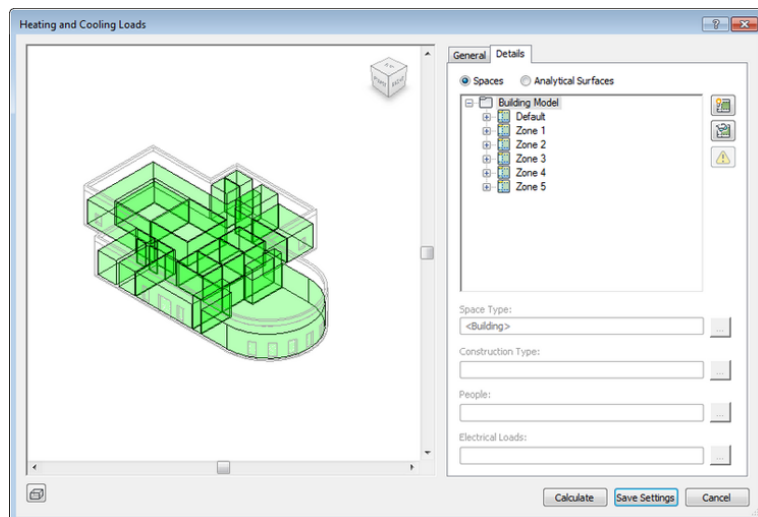 Heating and Cooling Loads
General
Details
Spaces
Analytical Surfaces
Building Model
Default
Zone 1
Zone 2
Zone 3
Zone 4
Zone 5
Space Type:
<Building>
...
Construction Type:
...
People:
...
Electrical Loads:
...
Calculate
Save Settings
Cancel